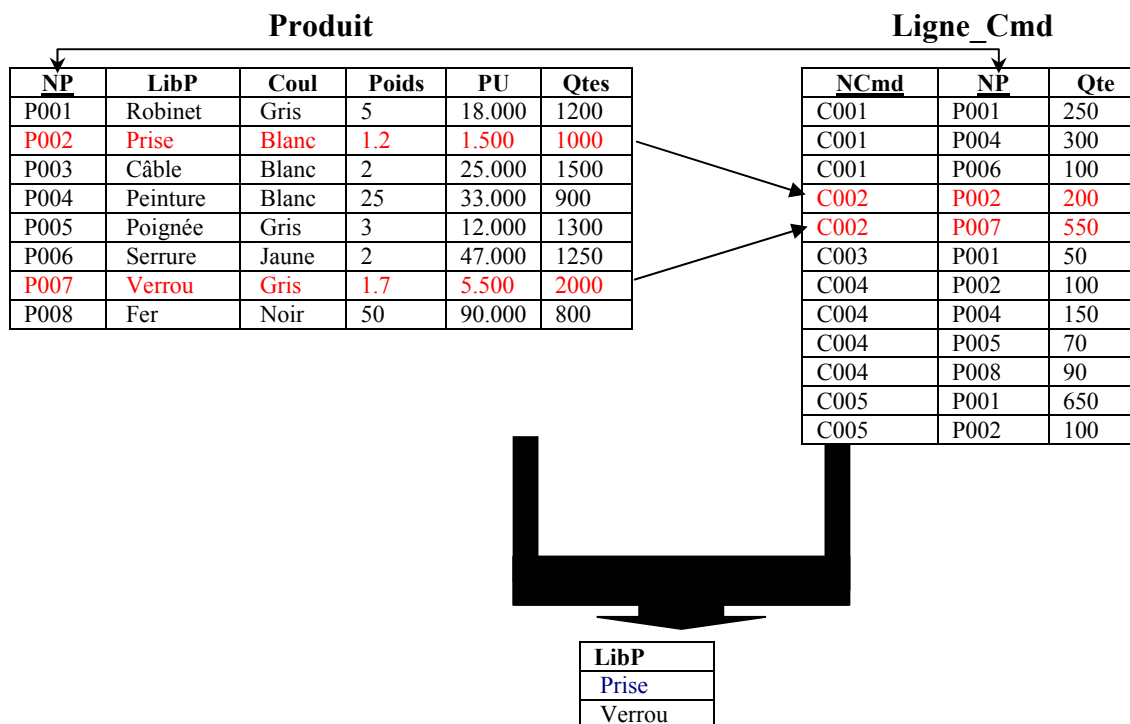 Produit
NP LibP Coul Poids PU Qtes
P001 Robinet Gris 5 18.000 1200
P002 Prise Blanc 1.2 1.500 1000
P003 Câble Blanc 2 25.000 1500
P004 Peinture Blanc 25 33.000 900
P005 Poignée Gris 3 12.000 1300
P006 Serrure Jaune 2 47.000 1250
P007 Verrou Gris 1.7 5.500 2000
P008 Fer Noir 50 90.000 800
Ligne_Cmd
NCmd NP Qte
C001 P001 250
C001 P004 300
C001 P006 100
C002 P002 200
C002 P007 550
C003 P001 50
C004 P002 100
C004 P004 150
C004 P005 70
C004 P008 90
C005 P001 650
C005 P002 100
LibP
Prise
Verrou